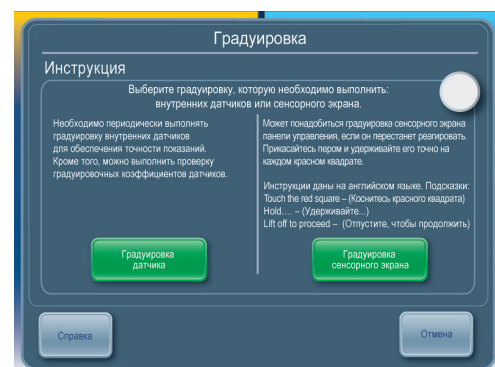 Градуировка
Инструкция
Выберите градуировку, которую необходимо выполнить:
внутренних датчиков или сенсорного экрана.
Необходимо периодически выполнять
градуировку внутренних датчиков
для обеспечения точности показаний.
Кроме того, можно выполнить проверку
градуировочных коэффициентов датчиков.
Может понадобиться градуировка сенсорного экрана
панели управления, если он перестанет реагировать.
Прикасайтесь пером и удерживайте его точно на
каждом красном квадрате.
Инструкции даны на английском языке. Подсказки:
Touch the red square – (Коснитесь красного квадрата)
Hold.... – (Удерживайте...)
Lift off to proceed – (Отпустите, чтобы продолжить)
Градуировка
датчика
Градуировка
сенсорного экрана
Справка
Отмена